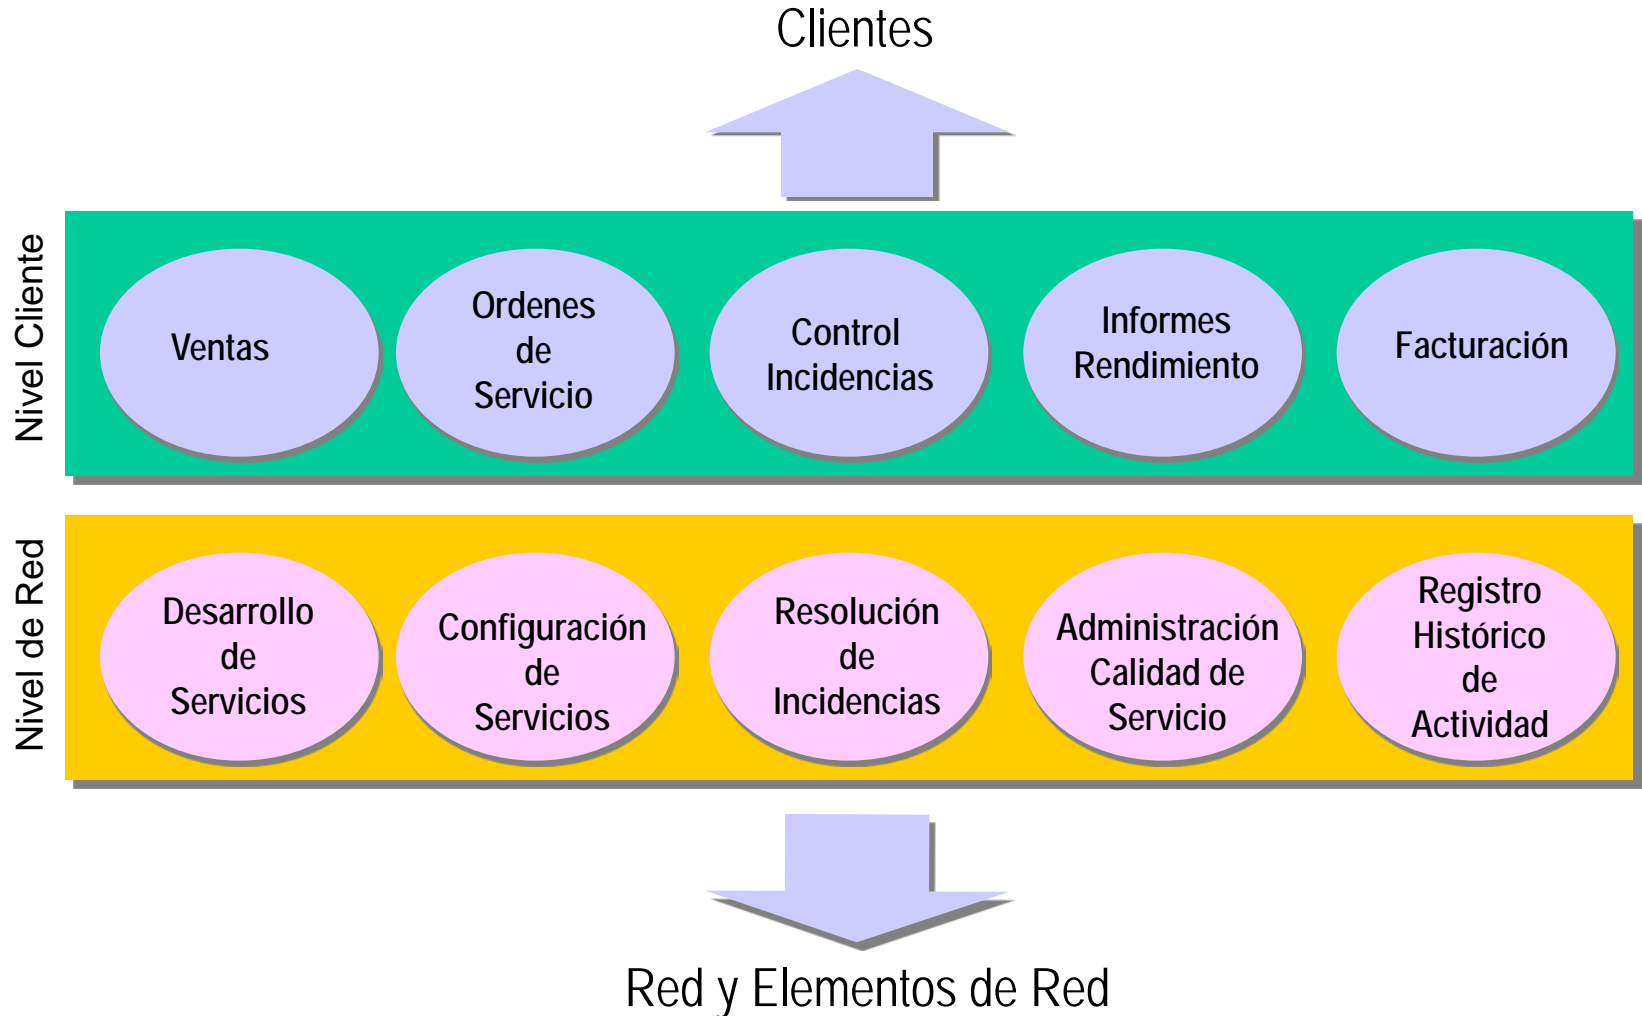 Clientes
Nivel Cliente
Ventas
Ordenes
de
Servicio
Control
Incidencias
Informes
Rendimiento
Facturación
Nivel de Red
Desarrollo
de
Servicios
Configuración
de
Servicios
Resolución
de
Incidencias
Administración
Calidad de
Servicio
Registro
Histórico
de
Actividad
Red y Elementos de Red